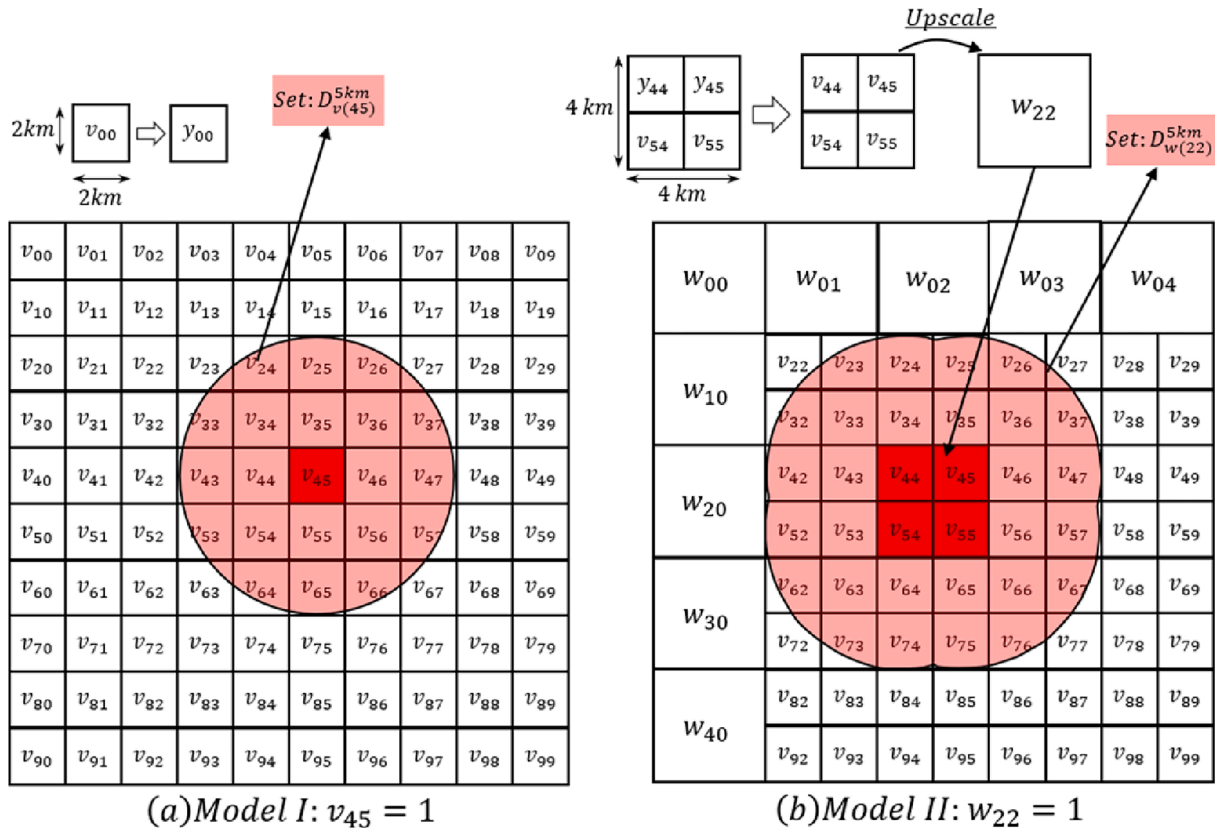 Upscale
Set: D_{v(45)}^{5km}
2km
v₀₀ y₀₀
2km
4 km
y₄₄ y₄₅
v₅₄ v₅₅
4 km
v₄₄ v₄₅
v₅₄ v₅₅
w₂₂
Set: D_{w(22)}^{5km}
v₀₀ v₀₁ v₀₂ v₀₃ v₀₄ v₀₅ v₀₆ v₀₇ v₀₈ v₀₉
v₁₀ v₁₁ v₁₂ v₁₃ v₁₄ v₁₅ v₁₆ v₁₇ v₁₈ v₁₉
v₂₀ v₂₁ v₂₂ v₂₃ v₂₄ v₂₅ v₂₆ v₂₇ v₂₈ v₂₉
v₃₀ v₃₁ v₃₂ v₃₃ v₃₄ v₃₅ v₃₆ v₃₇ v₃₈ v₃₉
v₄₀ v₄₁ v₄₂ v₄₃ v₄₄ v₄₅ v₄₆ v₄₇ v₄₈ v₄₉
v₅₀ v₅₁ v₅₂ v₅₃ v₅₄ v₅₅ v₅₆ v₅₇ v₅₈ v₅₉
v₆₀ v₆₁ v₆₂ v₆₃ v₆₄ v₆₅ v₆₆ v₆₇ v₆₈ v₆₉
v₇₀ v₇₁ v₇₂ v₇₃ v₇₄ v₇₅ v₇₆ v₇₇ v₇₈ v₇₉
v₈₀ v₈₁ v₈₂ v₈₃ v₈₄ v₈₅ v₈₆ v₈₇ v₈₈ v₈₉
v₉₀ v₉₁ v₉₂ v₉₃ v₉₄ v₉₅ v₉₆ v₉₇ v₉₈ v₉₉
(a)Model I: v₄₅ = 1
w₀₀ w₀₁ w₀₂ w₀₃ w₀₄
w₁₀
v₂₂ v₂₃ v₂₄ v₂₅ v₂₆ v₂₇ v₂₈ v₂₉
v₃₂ v₃₃ v₃₄ v₃₅ v₃₆ v₃₇ v₃₈ v₃₉
w₂₀
v₄₂ v₄₃ v₄₄ v₄₅ v₄₆ v₄₇ v₄₈ v₄₉
v₅₂ v₅₃ v₅₄ v₅₅ v₅₆ v₅₇ v₅₈ v₅₉
w₃₀
v₆₂ v₆₃ v₆₄ v₆₅ v₆₆ v₆₇ v₆₈ v₆₉
v₇₂ v₇₃ v₇₄ v₇₅ v₇₆ v₇₇ v₇₈ v₇₉
w₄₀
v₈₂ v₈₃ v₈₄ v₈₅ v₈₆ v₈₇ v₈₈ v₈₉
v₉₂ v₉₃ v₉₄ v₉₅ v₉₆ v₉₇ v₉₈ v₉₉
(b)Model II: w₂₂ = 1